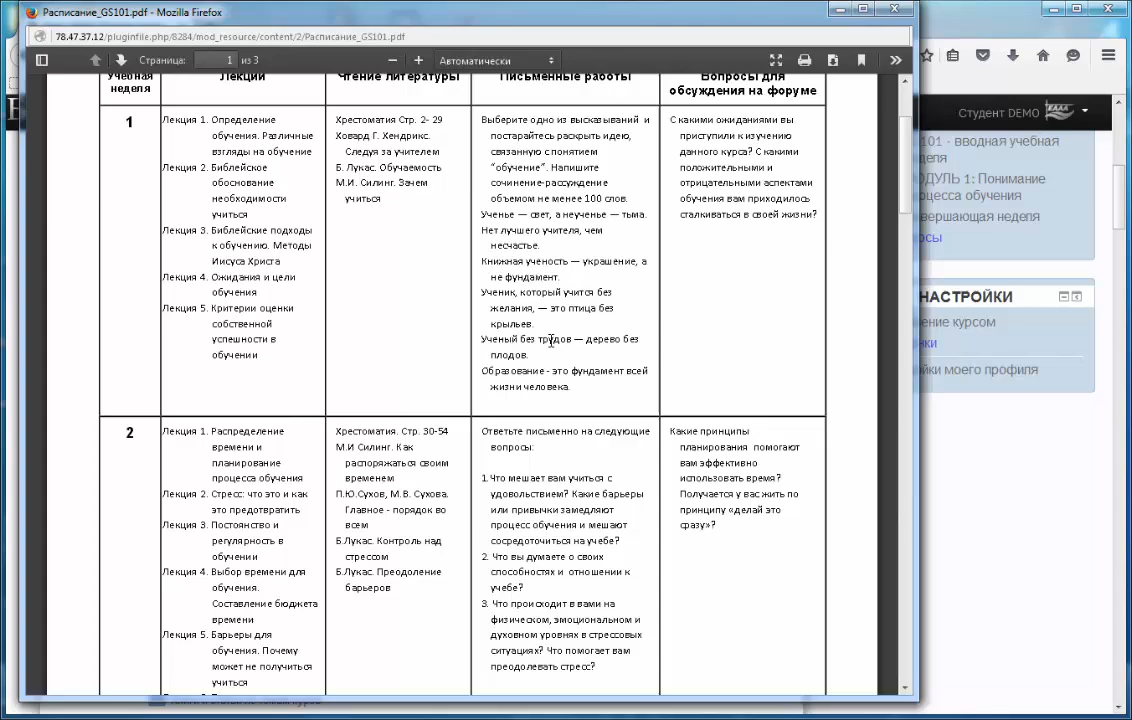 Расписание_GS101.pdf - Mozilla Firefox
78.47.37.12/pluginfile.php/8284/mod_resource/content/2/Расписание_GS101.pdf
Страница: 1 из 3
Автоматически
Студент DEMO
101 - вводная учебная
деля
ОДУЛЬ 1: Понимание
оцесса обучения
вершающая неделя
осы
НАСТРОЙКИ
ение курсом
нки
йки моего профиля
Учебная
неделя
Лекции
Чтение литературы
Письменные работы
Вопросы для
обсуждения на форуме
1
Лекция 1. Определение
обучения. Различные
взгляды на обучение
Лекция 2. Библейское
обоснование
необходимости
учиться
Лекция 3. Библейские подходы
к обучению. Методы
Иисуса Христа
Лекция 4. Ожидания и цели
обучения
Лекция 5. Критерии оценки
собственной
успешности в
обучении
Хрестоматия Стр. 2- 29
Ховард Г. Хендрикс.
Следуя за учителем
Б. Лукас. Обучаемость
М.И. Силинг. Зачем
учиться
Выберите одно из высказываний и
постарайтесь раскрыть идею,
связанную с понятием
“обучение”. Напишите
сочинение-рассуждение
объемом не менее 100 слов.
Ученье — свет, а неученье — тьма.
Нет лучшего учителя, чем
несчастье.
Книжная ученость — украшение, а
не фундамент.
Ученик, который учится без
желания, — это птица без
крыльев.
Ученый без трудов — дерево без
плодов.
Образование - это фундамент всей
жизни человека.
С какими ожиданиями вы
приступили к изучению
данного курса? С какими
положительными и
отрицательными аспектами
обучения вам приходилось
сталкиваться в своей жизни?
2
Лекция 1. Распределение
времени и
планирование
процесса обучения
Лекция 2. Стресс: что это и как
это предотвратить
Лекция 3. Постоянство и
регулярность в
обучении
Лекция 4. Выбор времени для
обучения.
Составление бюджета
времени
Лекция 5. Барьеры для
обучения. Почему
может не получиться
учиться
Хрестоматия. Стр. 30-54
М.И Силинг. Как
распоряжаться своим
временем
П.Ю.Сухов, М.В. Сухова.
Главное - порядок во
всем
Б.Лукас. Контроль над
стрессом
Б.Лукас. Преодоление
барьеров
Ответьте письменно на следующие
вопросы:
1.Что мешает вам учиться с
удовольствием? Какие барьеры
или привычки замедляют
процесс обучения и мешают
сосредоточиться на учебе?
2. Что вы думаете о своих
способностях и отношении к
учебе?
3. Что происходит в вами на
физическом, эмоциональном и
духовном уровнях в стрессовых
ситуациях? Что помогает вам
преодолевать стресс?
Какие принципы
планирования помогают
вам эффективно
использовать время?
Получается у вас жить по
принципу «делай это
сразу»?